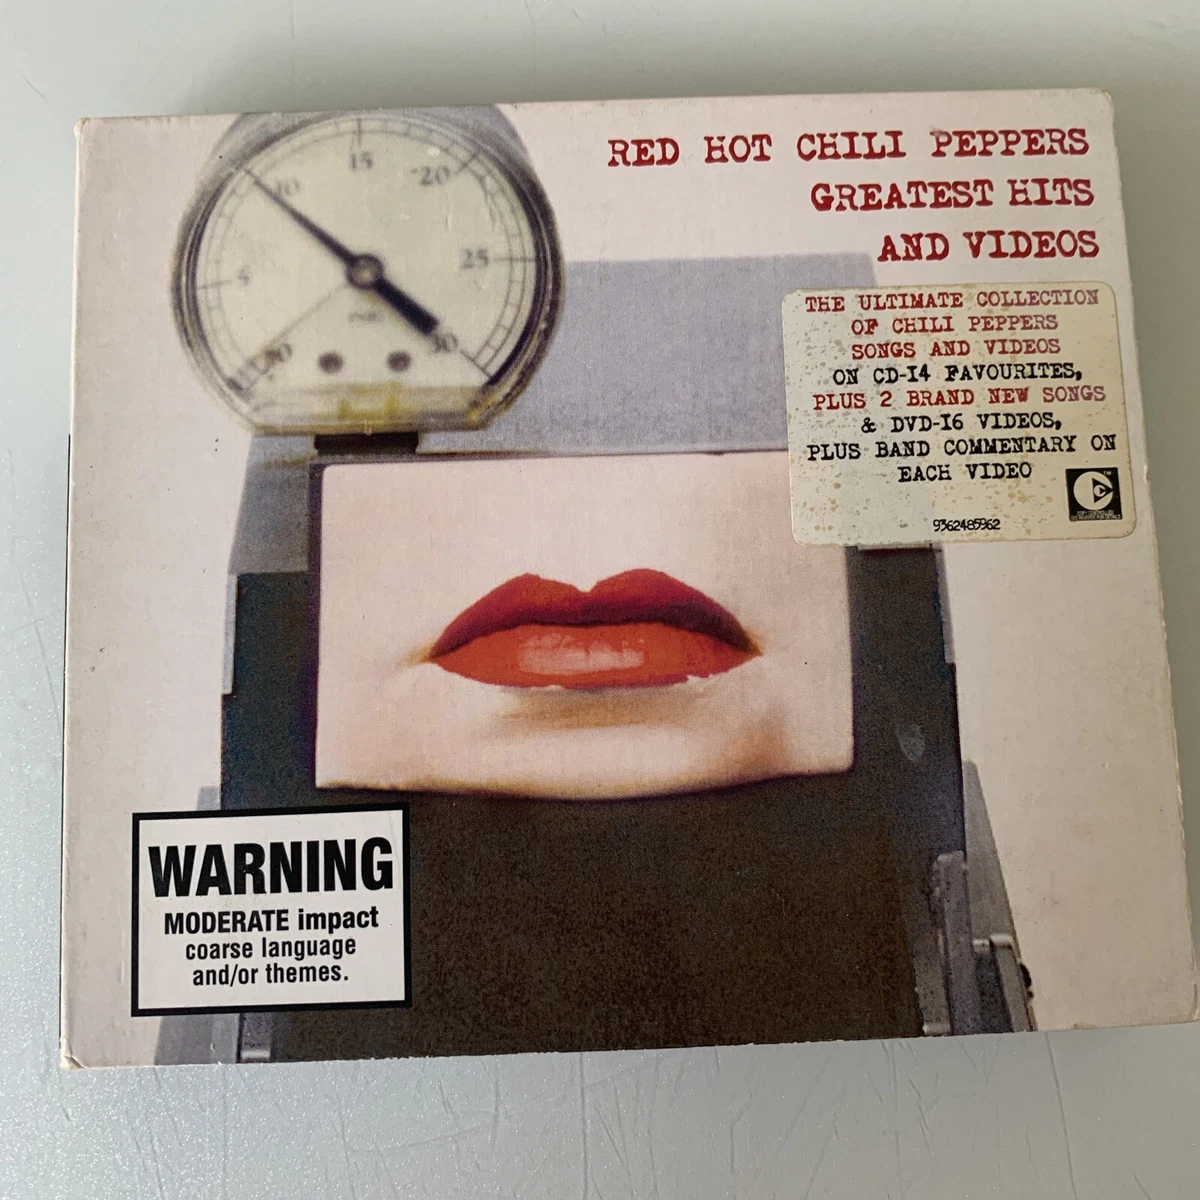 RED HOT CHILI PEPPERS
GREATEST HITS
AND VIDEOS
THE ULTIMATE COLLECTION
OF CHILI PEPPERS
SONGS AND VIDEOS
ON CD-14 FAVOURITES,
PLUS 2 BRAND NEW SONGS
& DVD-16 VIDEOS,
PLUS BAND COMMENTARY ON
EACH VIDEO
9362485962
15
10
20
5
25
30
WARNING
MODERATE impact
coarse language
and/or themes.